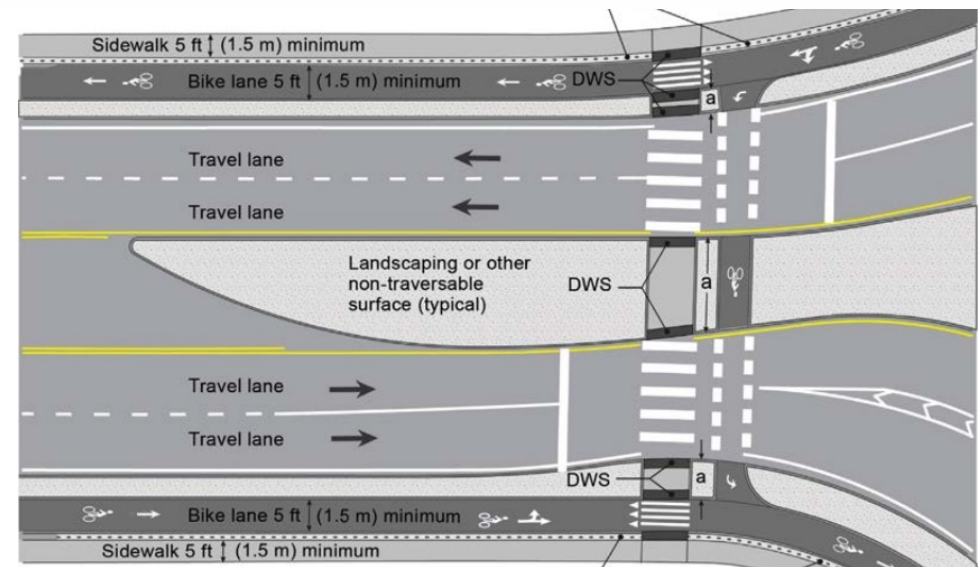 Sidewalk 5 ft (1.5 m) minimum
Bike lane 5 ft (1.5 m) minimum
DWS
a
Travel lane
Travel lane
Landscaping or other
non-traversable
surface (typical)
DWS
a
Travel lane
Travel lane
DWS
a
Bike lane 5 ft (1.5 m) minimum
Sidewalk 5 ft (1.5 m) minimum